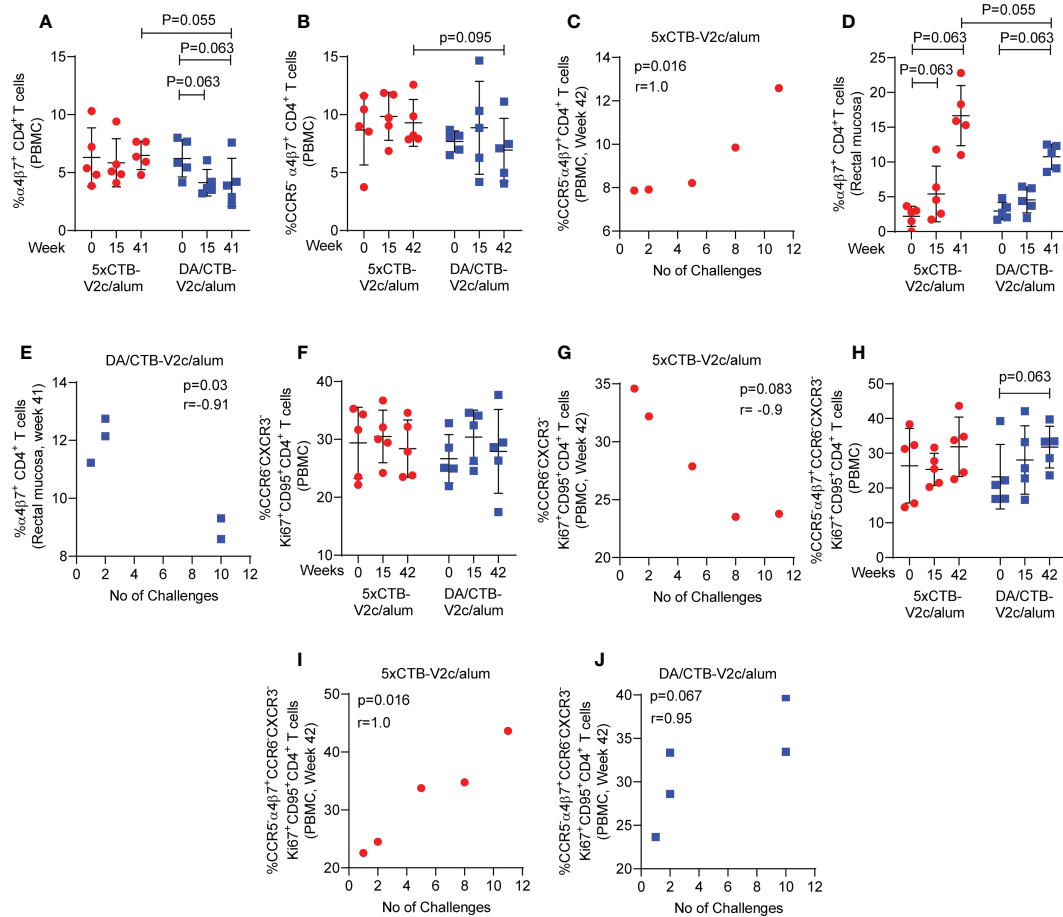 A
P=0.055
P=0.063
P=0.063
15
10
5
0
%α4β7⁺ CD4⁺ T cells
(PBMC)
Week
0 15 41 0 15 41
5xCTB-
V2c/alum
DA/CTB-
V2c/alum
B
p=0.095
15
10
5
0
%CCR5⁻ α4β7⁺ CD4⁺ T cells
(PBMC)
0 15 42 0 15 42
5xCTB-
V2c/alum
DA/CTB-
V2c/alum
C
5xCTB-V2c/alum
p=0.016
r=1.0
14
12
10
8
6
%CCR5⁻α4β7⁺ CD4⁺ T cells
(PBMC, Week 42)
0 2 4 6 8 10 12
No of Challenges
D
P=0.055
P=0.063
P=0.063
P=0.063
25
20
15
10
5
0
%α4β7⁺ CD4⁺T cells
(Rectal mucosa)
Week
0 15 41 0 15 41
5xCTB-
V2c/alum
DA/CTB-
V2c/alum
E
DA/CTB-V2c/alum
p=0.03
r=-0.91
14
12
10
8
%α4β7⁺ CD4⁺ T cells
(Rectal mucosa, week 41)
0 2 4 6 8 10 12
No of Challenges
F
40
30
20
10
%CCR6⁻CXCR3⁻
Ki67⁺CD95⁺CD4⁺ T cells
(PBMC)
Weeks
0 15 42 0 15 42
5xCTB-
V2c/alum
DA/CTB-
V2c/alum
G
5xCTB-V2c/alum
p=0.083
r= -0.9
35
30
25
20
%CCR6⁻CXCR3⁻
Ki67⁺CD95⁺CD4⁺ T cells
(PBMC, Week 42)
0 2 4 6 8 10 12
No of Challenges
H
p=0.063
50
40
30
20
10
0
%CCR5⁻α4β7⁺CCR6⁻CXCR3⁻
Ki67⁺CD95⁺CD4⁺ T cells
(PBMC)
Weeks
0 15 42 0 15 42
5xCTB-
V2c/alum
DA/CTB-
V2c/alum
I
5xCTB-V2c/alum
p=0.016
r=1.0
50
40
30
20
%CCR5⁻α4β7⁺CCR6⁻CXCR3⁻
Ki67⁺CD95⁺CD4⁺ T cells
(PBMC, Week 42)
0 2 4 6 8 10 12
No of Challenges
J
DA/CTB-V2c/alum
p=0.067
r=0.95
40
35
30
25
20
%CCR5⁻α4β7⁺CCR6⁻CXCR3⁻
Ki67⁺CD95⁺CD4⁺ T cells
(PBMC, Week 42)
0 2 4 6 8 10 12
No of Challenges